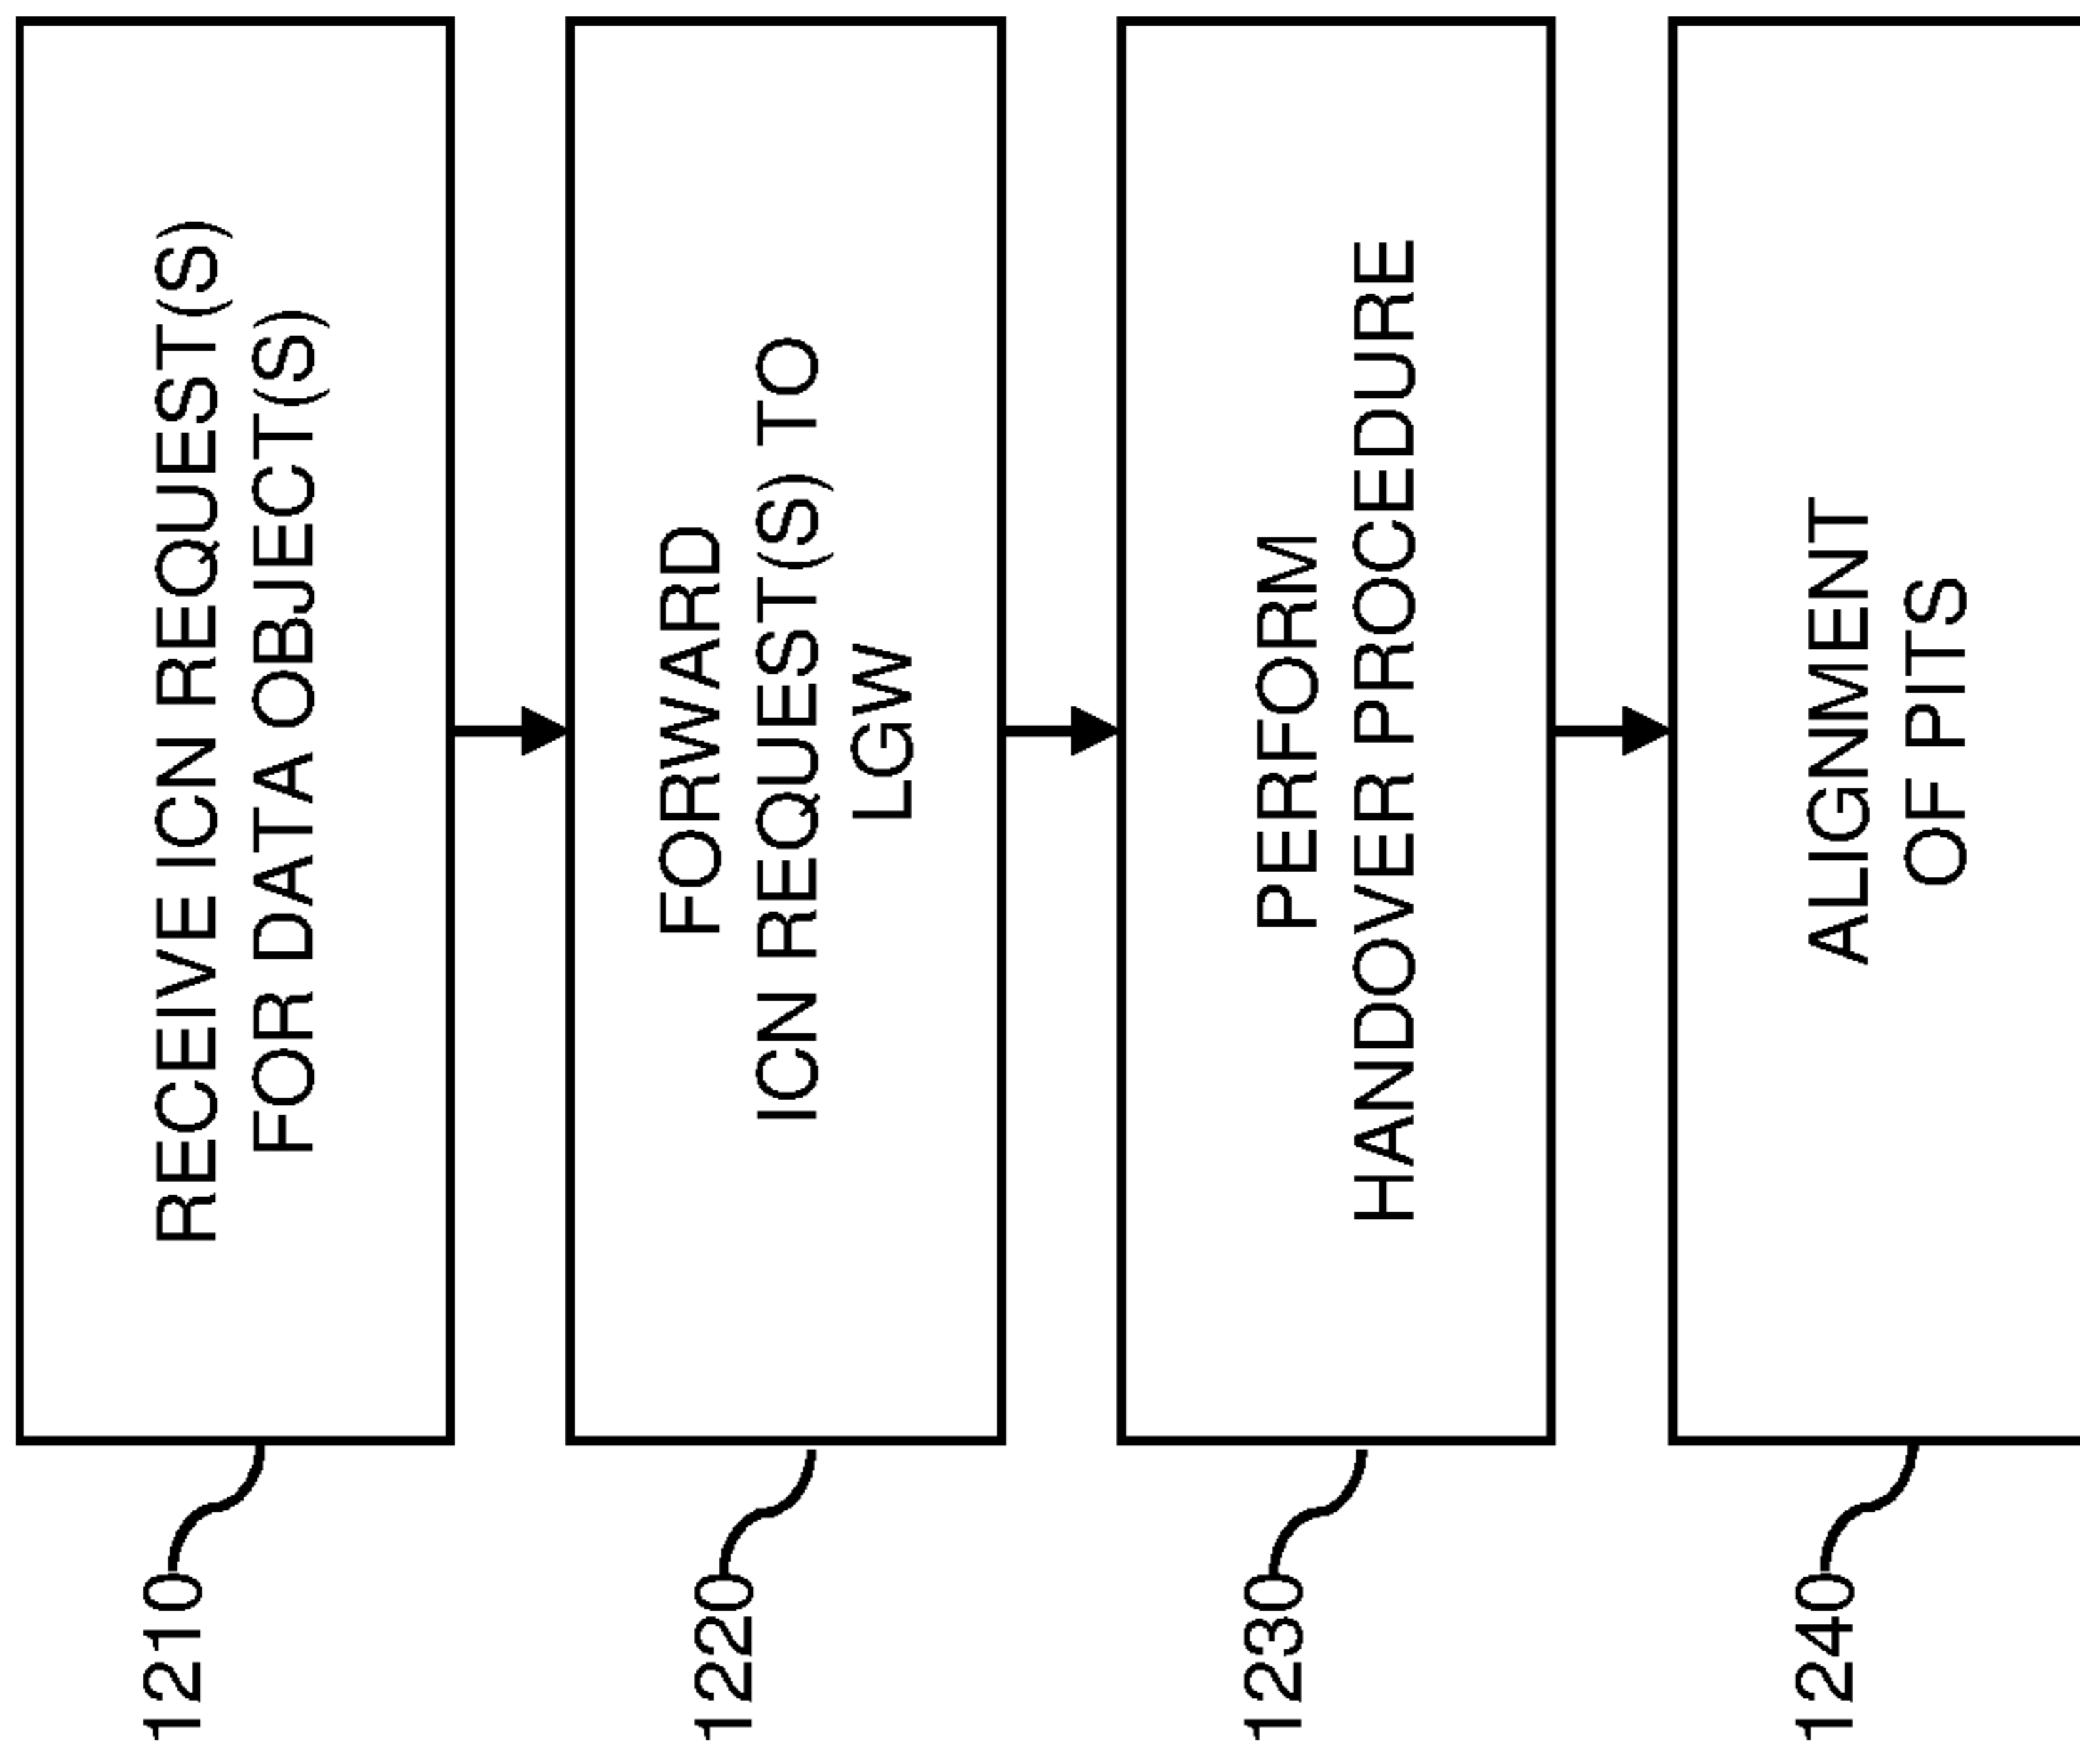 1210
RECEIVE ICN REQUEST(S)
FOR DATA OBJECT(S)
1220
FORWARD
ICN REQUEST(S) TO
LGW
1230
PERFORM
HANDOVER PROCEDURE
1240
ALIGNMENT
OF PITS